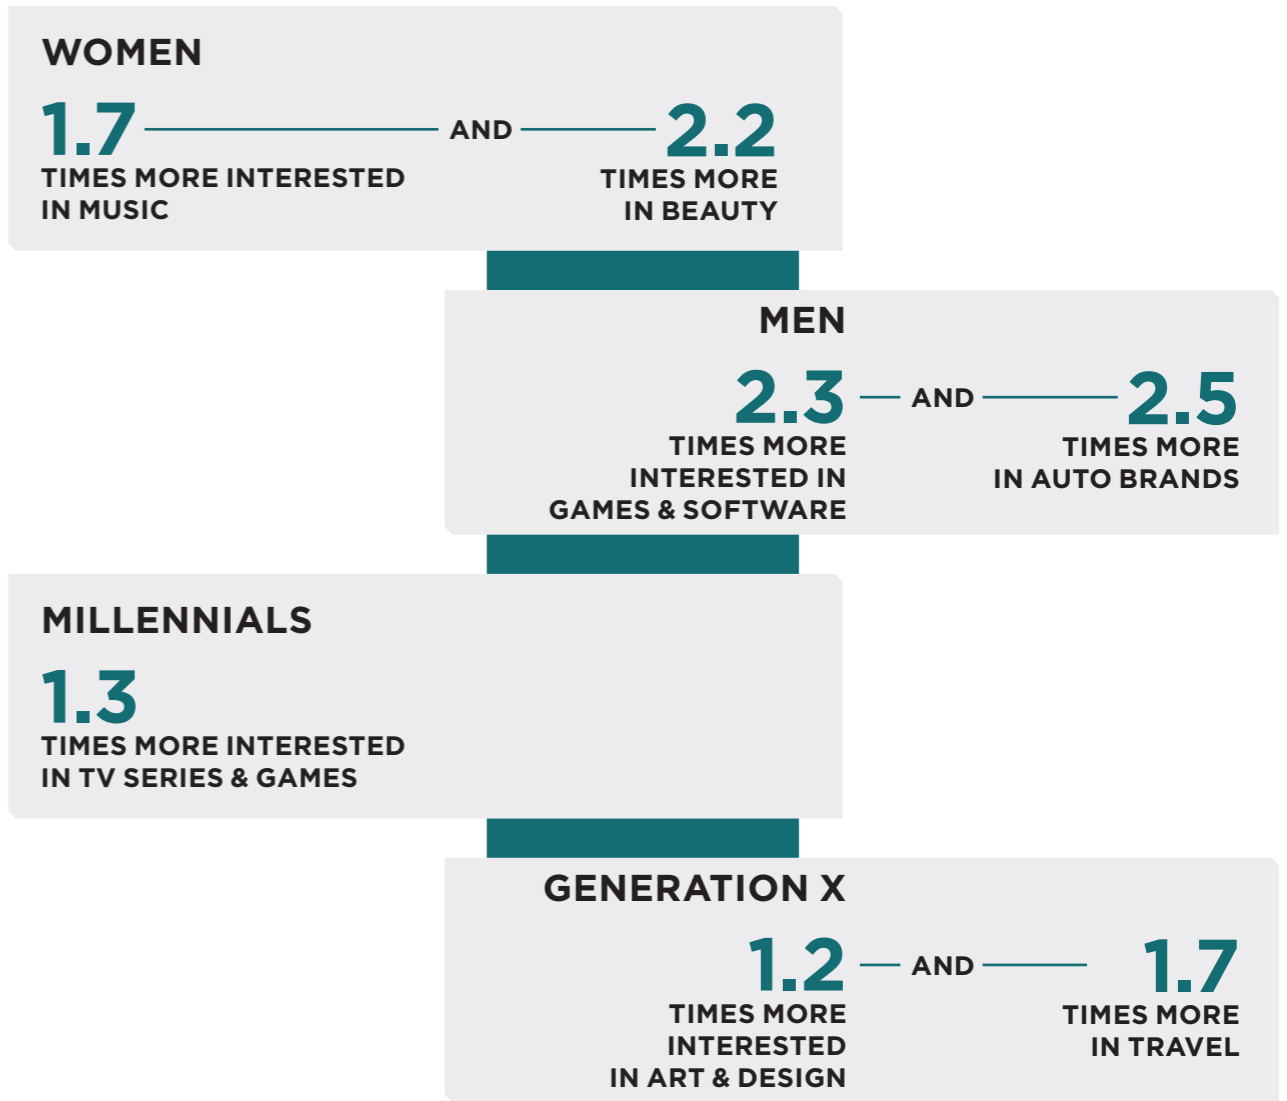 WOMEN
1.7 AND 2.2
TIMES MORE INTERESTED
IN MUSIC
TIMES MORE
IN BEAUTY
MEN
2.3 AND 2.5
TIMES MORE
INTERESTED IN
GAMES & SOFTWARE
TIMES MORE
IN AUTO BRANDS
MILLENNIALS
1.3
TIMES MORE INTERESTED
IN TV SERIES & GAMES
GENERATION X
1.2 AND 1.7
TIMES MORE
INTERESTED
IN ART & DESIGN
TIMES MORE
IN TRAVEL